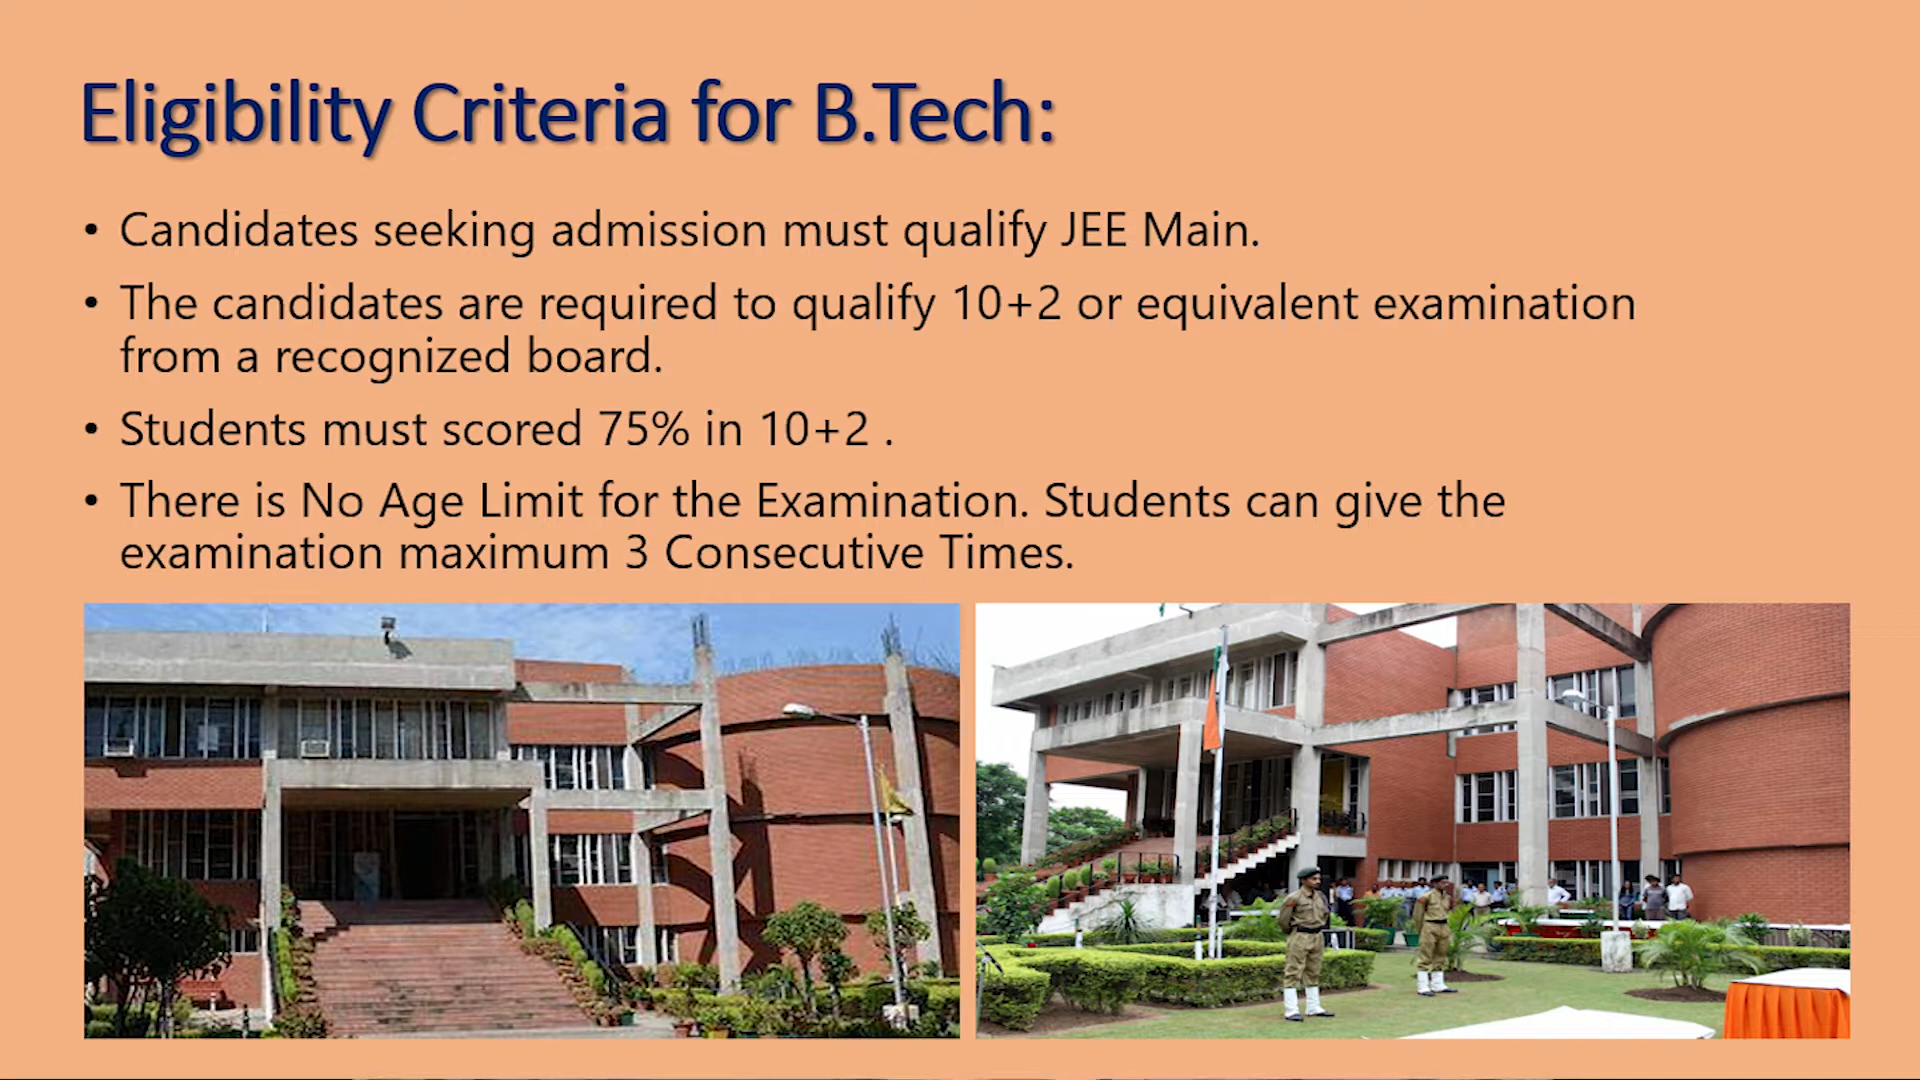 Eligibility Criteria for B.Tech:
• Candidates seeking admission must qualify JEE Main.
• The candidates are required to qualify 10+2 or equivalent examination
from a recognized board.
• Students must scored 75% in 10+2 .
• There is No Age Limit for the Examination. Students can give the
examination maximum 3 Consecutive Times.